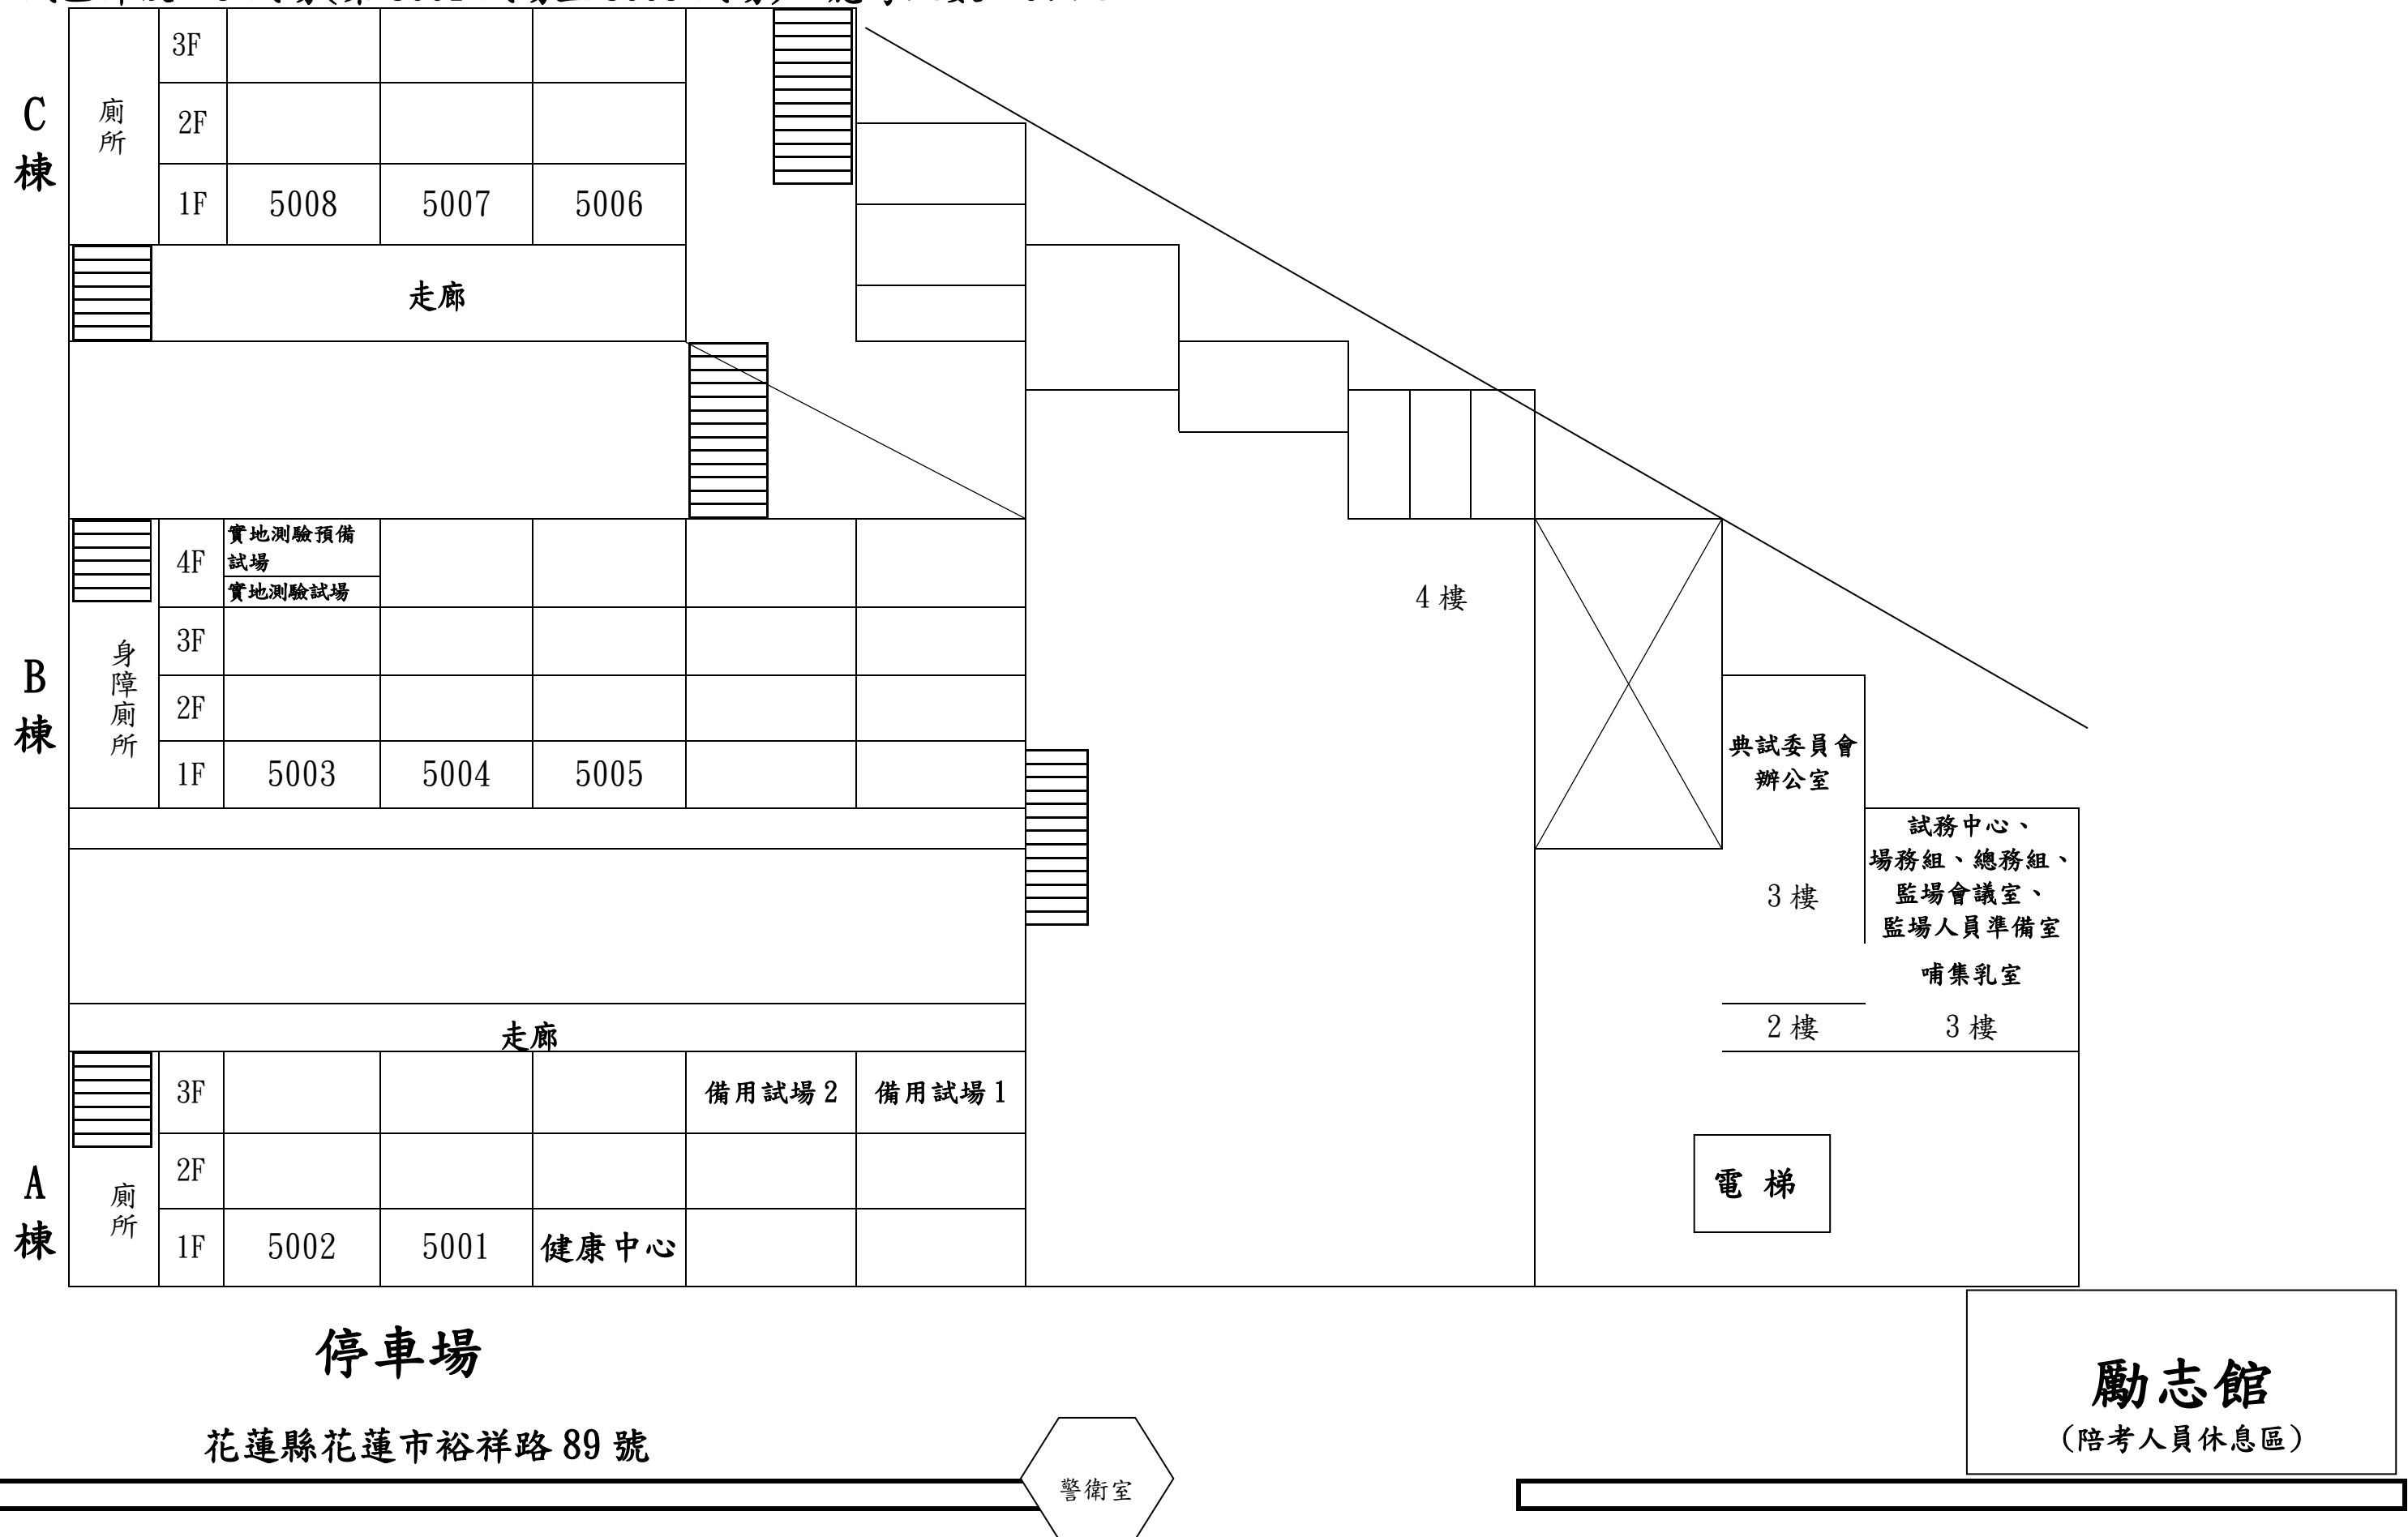 C
棟
廁
所
3F
2F
1F 5008 5007 5006
走廊
B
棟
身
障
廁
所
4F
實地測驗預備
試場
實地測驗試場
3F
2F
1F 5003 5004 5005
4 樓
典試委員會
辦公室
3 樓
2 樓
試務中心、
場務組、總務組、
監場會議室、
監場人員準備室
哺集乳室
3 樓
走廊
A
棟
廁
所
3F 備用試場 2 備用試場 1
2F
1F 5002 5001 健康中心
電 梯
停車場
花蓮縣花蓮市裕祥路 89 號
警衛室
勵志館
(陪考人員休息區)